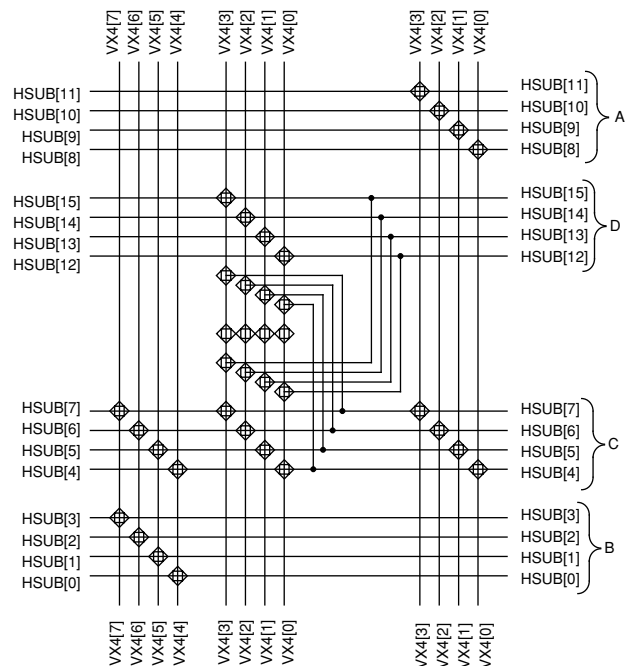 VX4[7] VX4[6] VX4[5] VX4[4] VX4[3] VX4[2] VX4[1] VX4[0] VX4[3] VX4[2] VX4[1] VX4[0]
HSUB[11] HSUB[11]
HSUB[10] HSUB[10] A
HSUB[9] HSUB[9]
HSUB[8] HSUB[8]
HSUB[15] HSUB[15]
HSUB[14] HSUB[14] D
HSUB[13] HSUB[13]
HSUB[12] HSUB[12]
HSUB[7] HSUB[7]
HSUB[6] HSUB[6] C
HSUB[5] HSUB[5]
HSUB[4] HSUB[4]
HSUB[3] HSUB[3]
HSUB[2] HSUB[2] B
HSUB[1] HSUB[1]
HSUB[0] HSUB[0]
VX4[7] VX4[6] VX4[5] VX4[4] VX4[3] VX4[2] VX4[1] VX4[0] VX4[3] VX4[2] VX4[1] VX4[0]